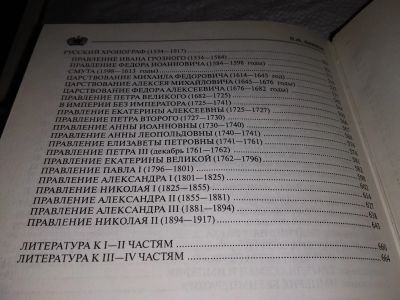 РУССКИЙ ХРОНОГРАФ (1534—1917)
ПРАВЛЕНИЕ ИВАНА ГРОЗНОГО (1534—1584)
ПРАВЛЕНИЕ ФЕДОРА ИОАННОВИЧА (1584—1598 годы)
СМУТА (1598—1613 годы)
ЦАРСТВОВАНИЕ МИХАИЛА ФЕДОРОВИЧА (1614—1645 год)
ЦАРСТВОВАНИЕ АЛЕКСЕЯ МИХАЙЛОВИЧА (1645—1676 годы)
ЦАРСТВОВАНИЕ ФЕДОРА АЛЕКСЕЕВИЧА (1676—1682 годы)
ПРАВЛЕНИЕ ПЕТРА ВЕЛИКОГО (1682—1725)
В ИМПЕРИИ БЕЗ ИМПЕРАТОРА (1725—1741)
ПРАВЛЕНИЕ ЕКАТЕРИНЫ АЛЕКСЕЕВНЫ (1725—1727)
ПРАВЛЕНИЕ ПЕТРА ВТОРОГО (1727—1730)
ПРАВЛЕНИЕ АННЫ ИОАННОВНЫ (1730—1740)
ПРАВЛЕНИЕ АННЫ ЛЕОПОЛЬДОВНЫ (1740—1741)
ПРАВЛЕНИЕ ЕЛИЗАВЕТЫ ПЕТРОВНЫ (1741—1761)
ПРАВЛЕНИЕ ПЕТРА III (декабрь 1761—1762)
ПРАВЛЕНИЕ ЕКАТЕРИНЫ ВЕЛИКОЙ (1762—1796)
ПРАВЛЕНИЕ ПАВЛА I (1796—1801)
ПРАВЛЕНИЕ АЛЕКСАНДРА I (1801—1825)
ПРАВЛЕНИЕ НИКОЛАЯ I (1825—1855)
ПРАВЛЕНИЕ АЛЕКСАНДРА II (1855—1881)
ПРАВЛЕНИЕ АЛЕКСАНДРА III (1881—1894)
ПРАВЛЕНИЕ НИКОЛАЯ II (1894—1917) 643
ЛИТЕРАТУРА К I—II ЧАСТЯМ 660
ЛИТЕРАТУРА К III—IV ЧАСТЯМ 664